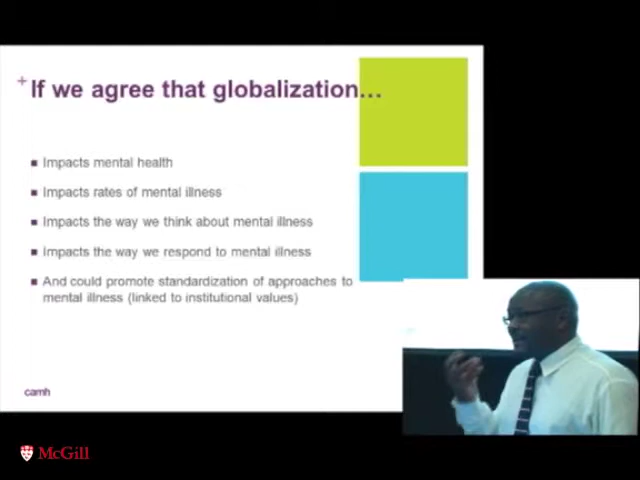 +
If we agree that globalization...
Impacts mental health
Impacts rates of mental illness
Impacts the way we think about mental illness
Impacts the way we respond to mental illness
And could promote standardization of approaches to
mental illness (linked to institutional values)
camh
McGill